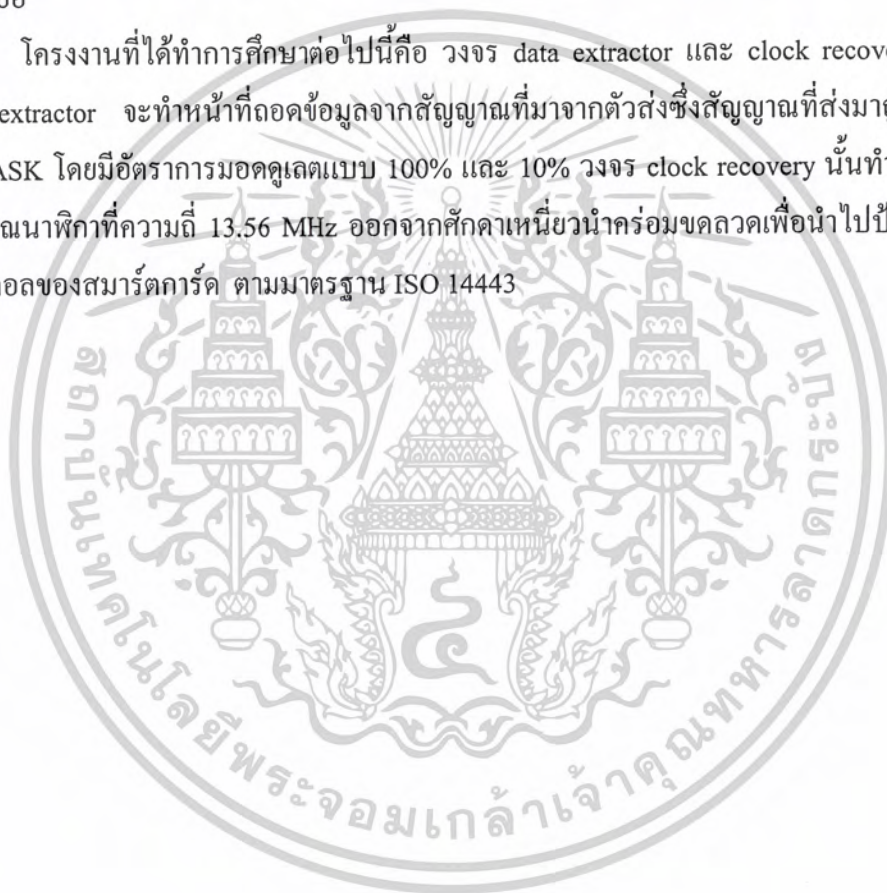 โครงงานที่ได้ทำการศึกษาต่อไปนี้คือ วงจร data extractor และ clock recove
extractor จะทำหน้าที่ถอดข้อมูลจากสัญญาณที่มาจากตัวส่งซึ่งสัญญาณที่ส่งมา
ASK โดยมีอัตราการมอดดูเลตแบบ 100% และ 10% วงจร clock recovery นั้นทำ
ณนาฬิกาที่ความถี่ 13.56 MHz ออกจากศักดาเหนี่ยวนำคร่อมขดลวดเพื่อนำไปป้
คอลของสมาร์ตการ์ด ตามมาตรฐาน ISO 14443
สถาบันเทคโนโลยีพระจอมเกล้าเจ้าคุณทหารลาดกระบัง